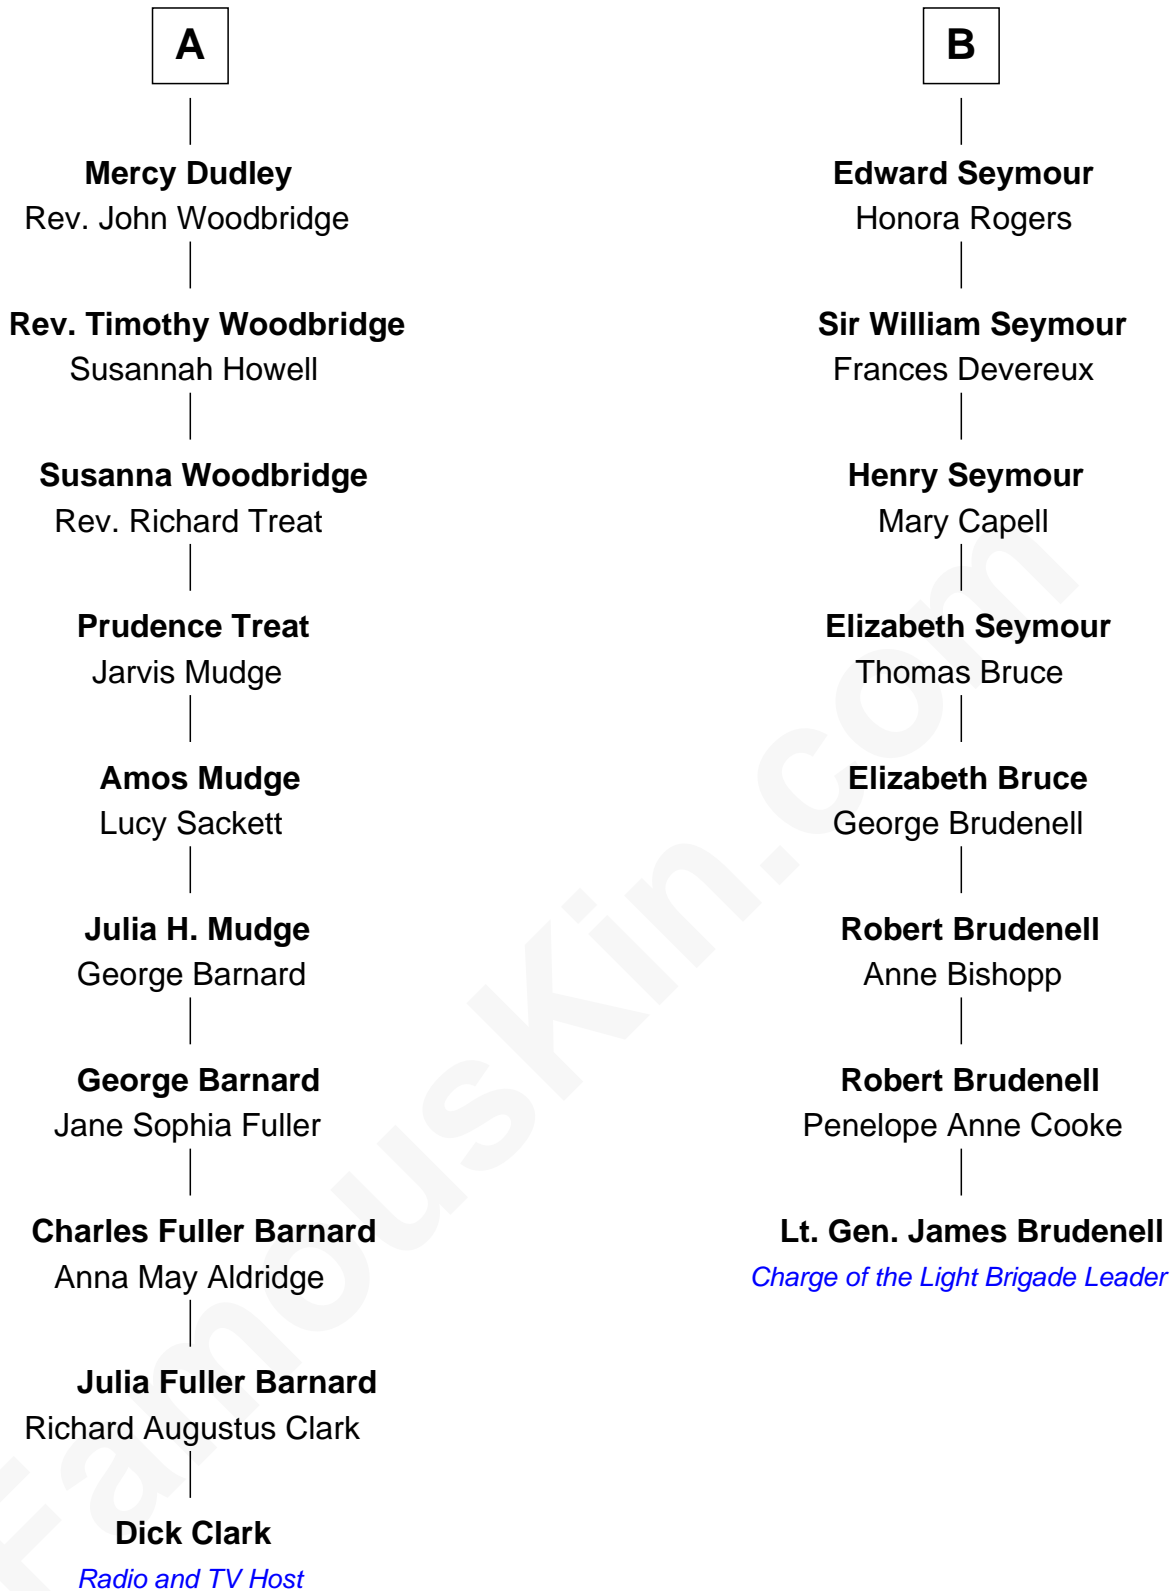 A
Mercy Dudley
Rev. John Woodbridge
Rev. Timothy Woodbridge
Susannah Howell
Susanna Woodbridge
Rev. Richard Treat
Prudence Treat
Jarvis Mudge
Amos Mudge
Lucy Sackett
Julia H. Mudge
George Barnard
George Barnard
Jane Sophia Fuller
Charles Fuller Barnard
Anna May Aldridge
Julia Fuller Barnard
Richard Augustus Clark
Dick Clark
Radio and TV Host
B
Edward Seymour
Honora Rogers
Sir William Seymour
Frances Devereux
Henry Seymour
Mary Capell
Elizabeth Seymour
Thomas Bruce
Elizabeth Bruce
George Brudenell
Robert Brudenell
Anne Bishopp
Robert Brudenell
Penelope Anne Cooke
Lt. Gen. James Brudenell
Charge of the Light Brigade Leader
FamousKin.com